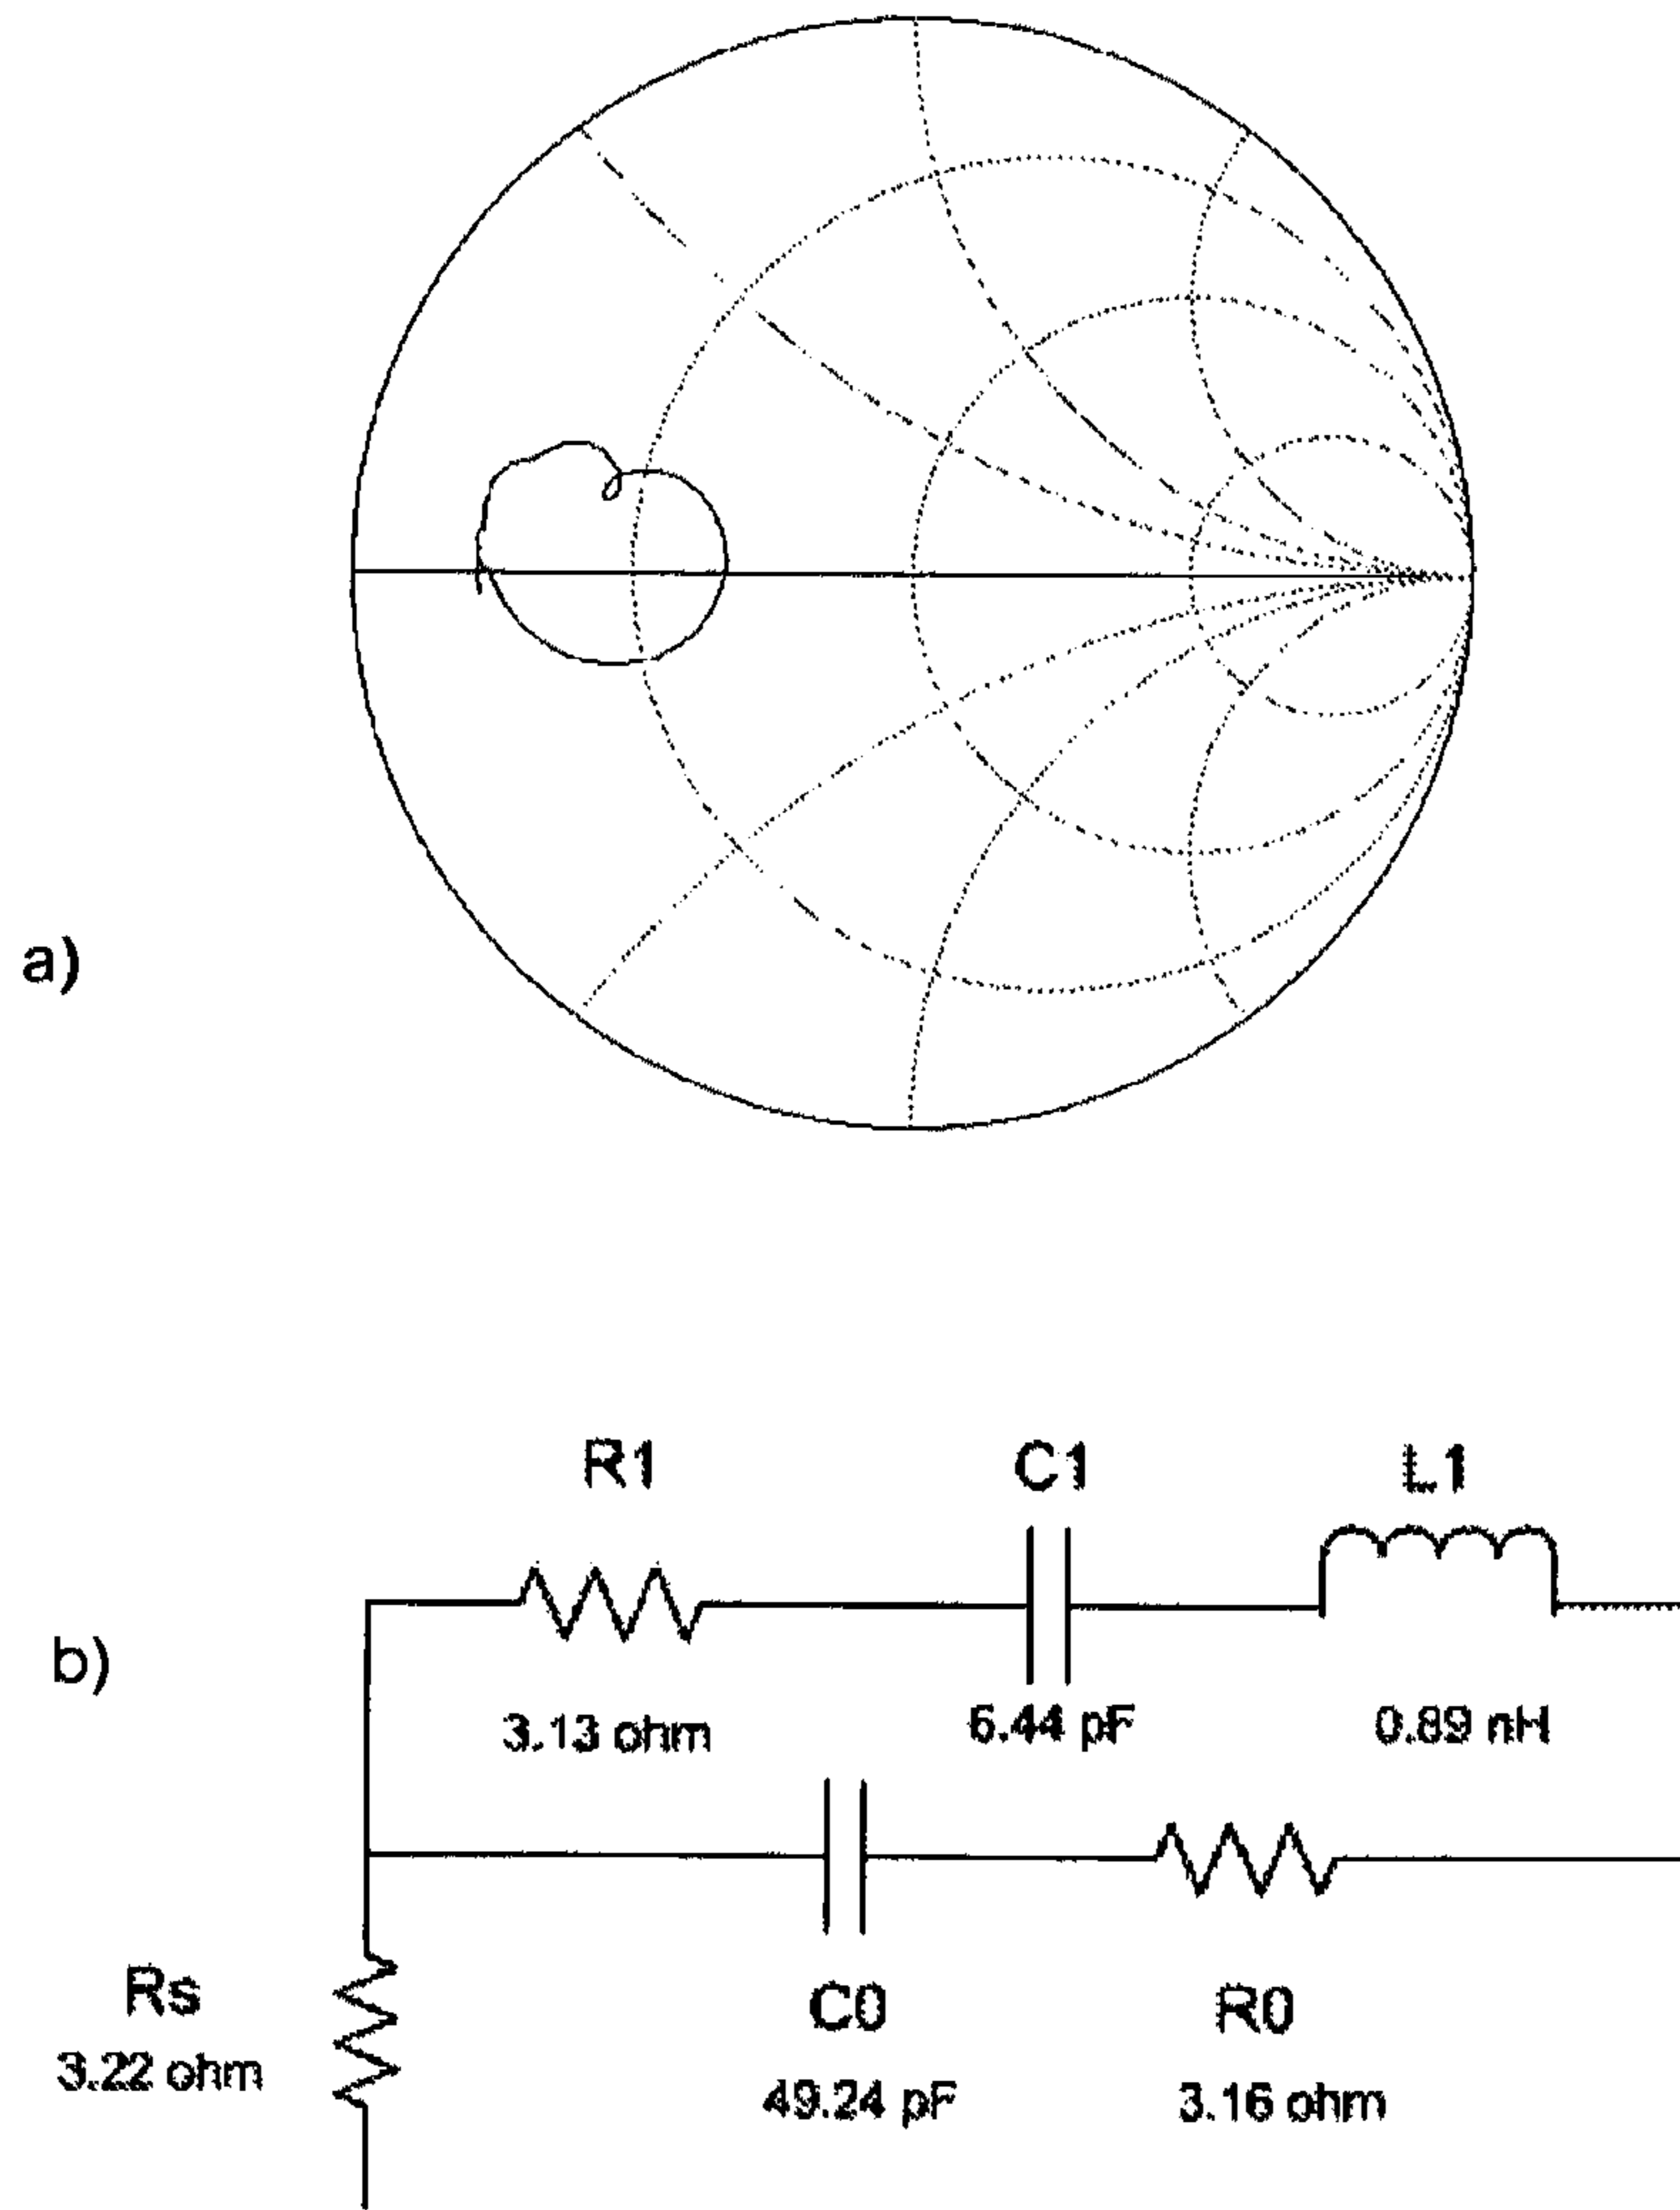 a)
R1
C1
L1
b)
3.13 ohm
6.44 pF
0.89 nH
Rs
C0
R0
3.22 ohm
49.24 pF
3.16 ohm